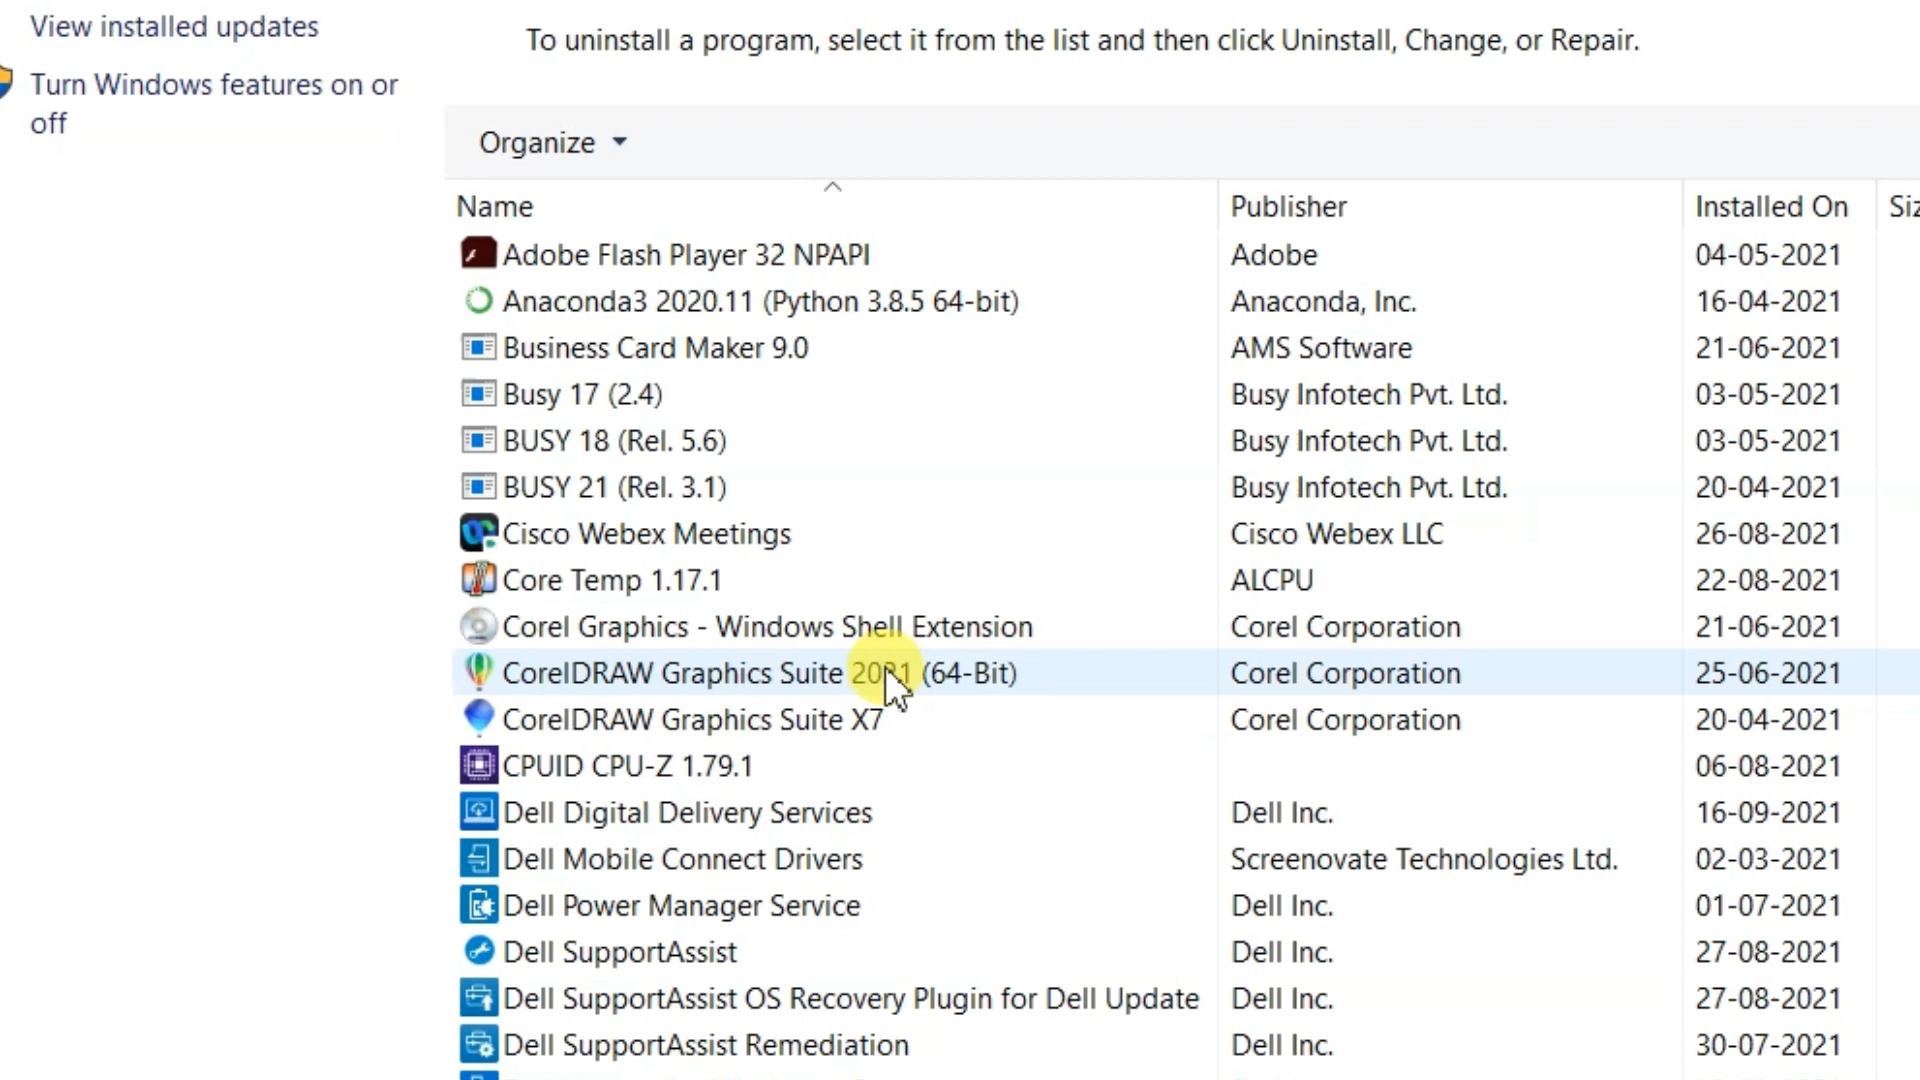 View installed updates
Turn Windows features on or
off
To uninstall a program, select it from the list and then click Uninstall, Change, or Repair.
Organize
Name Publisher Installed On Siz
Adobe Flash Player 32 NPAPI Adobe 04-05-2021
Anaconda3 2020.11 (Python 3.8.5 64-bit) Anaconda, Inc. 16-04-2021
Business Card Maker 9.0 AMS Software 21-06-2021
Busy 17 (2.4) Busy Infotech Pvt. Ltd. 03-05-2021
BUSY 18 (Rel. 5.6) Busy Infotech Pvt. Ltd. 03-05-2021
BUSY 21 (Rel. 3.1) Busy Infotech Pvt. Ltd. 20-04-2021
Cisco Webex Meetings Cisco Webex LLC 26-08-2021
Core Temp 1.17.1 ALCPU 22-08-2021
Corel Graphics - Windows Shell Extension Corel Corporation 21-06-2021
CorelDRAW Graphics Suite 2021 (64-Bit) Corel Corporation 25-06-2021
CorelDRAW Graphics Suite X7 Corel Corporation 20-04-2021
CPUID CPU-Z 1.79.1 06-08-2021
Dell Digital Delivery Services Dell Inc. 16-09-2021
Dell Mobile Connect Drivers Screenovate Technologies Ltd. 02-03-2021
Dell Power Manager Service Dell Inc. 01-07-2021
Dell SupportAssist Dell Inc. 27-08-2021
Dell SupportAssist OS Recovery Plugin for Dell Update Dell Inc. 27-08-2021
Dell SupportAssist Remediation Dell Inc. 30-07-2021